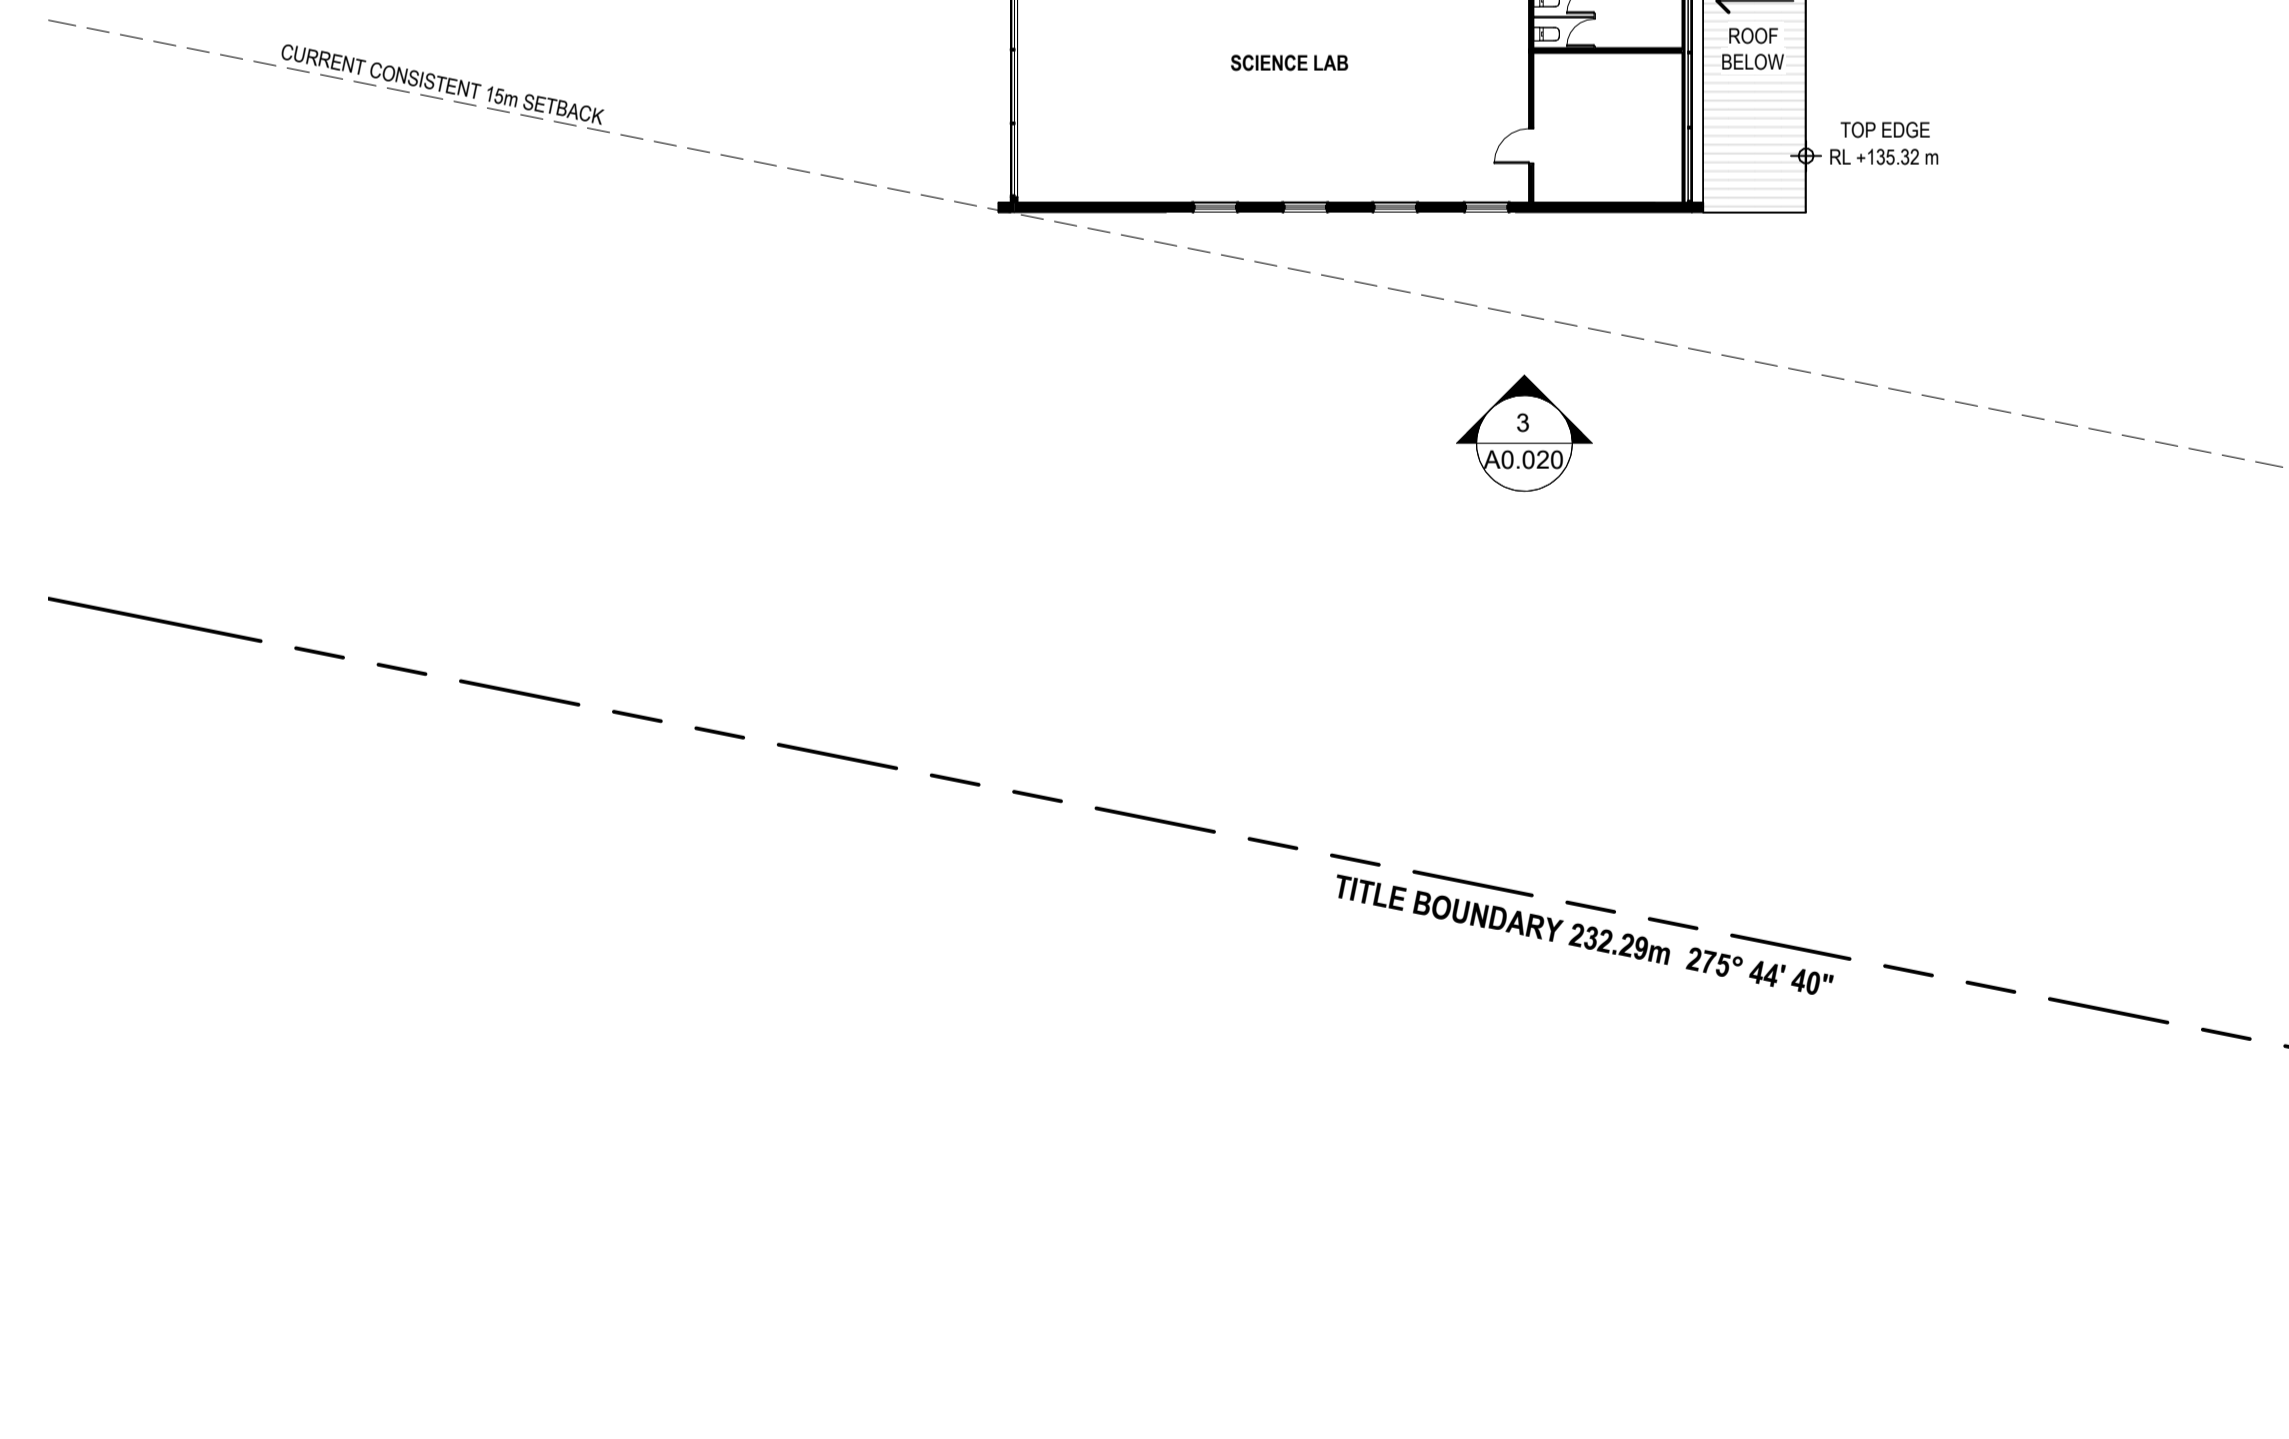 CURRENT CONSISTENT 15m SETBACK
SCIENCE LAB
ROOF
BELOW
TOP EDGE
RL +135.32 m
3
A0.020
TITLE BOUNDARY 232.29m 275° 44' 40"